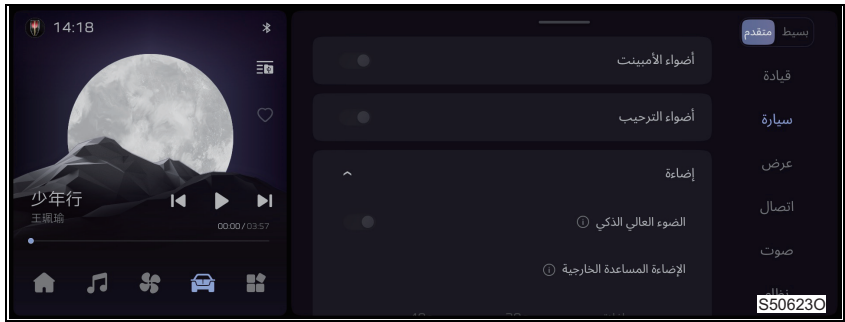 14:18
少年行
王珮瑜
00:00 / 03:57
بسيط
متقدم
قيادة
سيارة
عرض
اتصال
صوت
أضواء الأمبينت
أضواء الترحيب
إضاءة
الضوء العالي الذكي
الإضاءة المساعدة الخارجية
S50623O